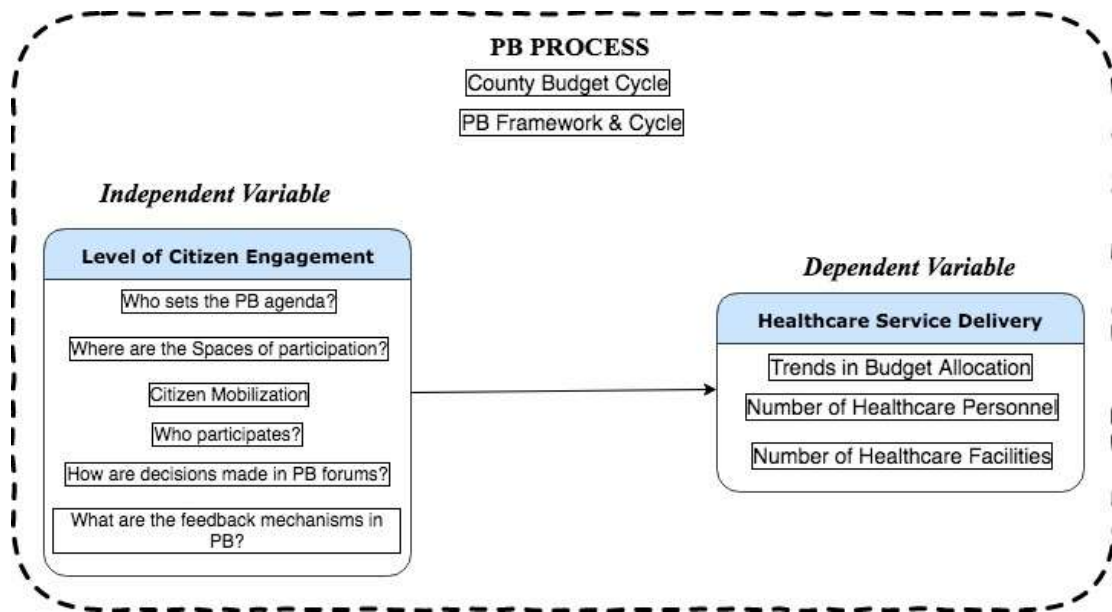 PB PROCESS
County Budget Cycle
PB Framework & Cycle
Independent Variable
Level of Citizen Engagement
Who sets the PB agenda?
Where are the Spaces of participation?
Citizen Mobilization
Who participates?
How are decisions made in PB forums?
What are the feedback mechanisms in
PB?
Dependent Variable
Healthcare Service Delivery
Trends in Budget Allocation
Number of Healthcare Personnel
Number of Healthcare Facilities